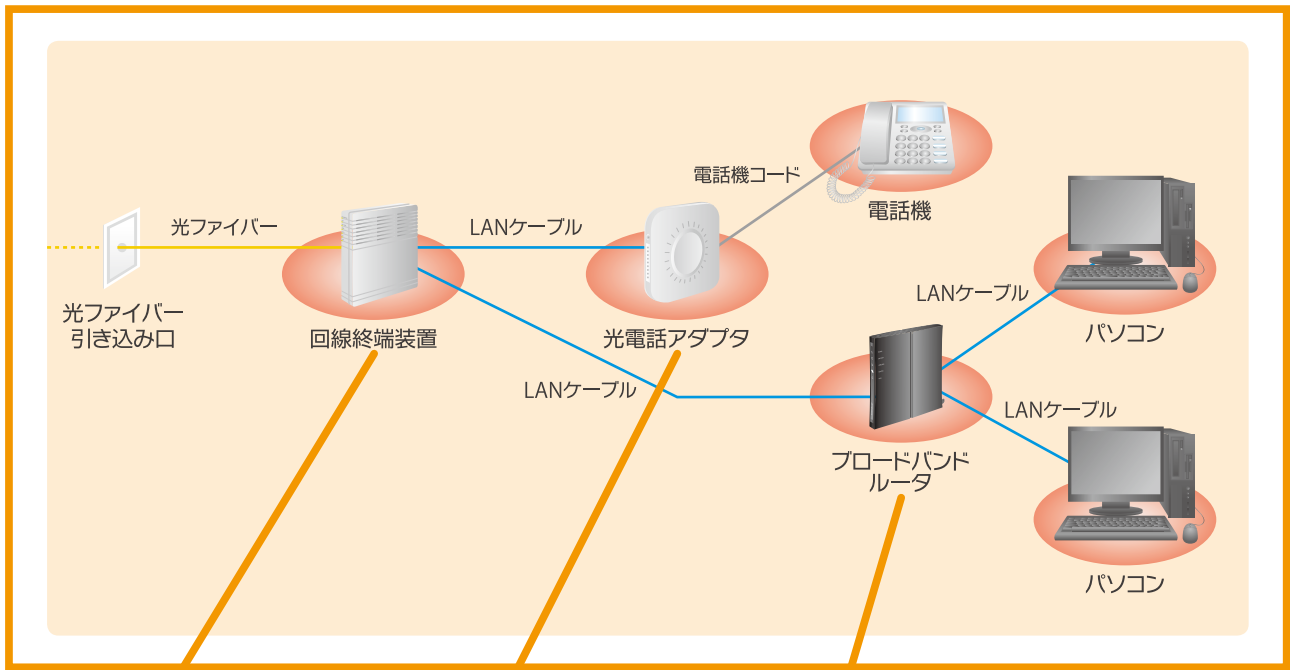 電話機コード
電話機
光ファイバー
LANケーブル
光ファイバー
引き込み口
回線終端装置
光電話アダプタ
LANケーブル
パソコン
LANケーブル
LANケーブル
ブロードバンド
ルータ
パソコン